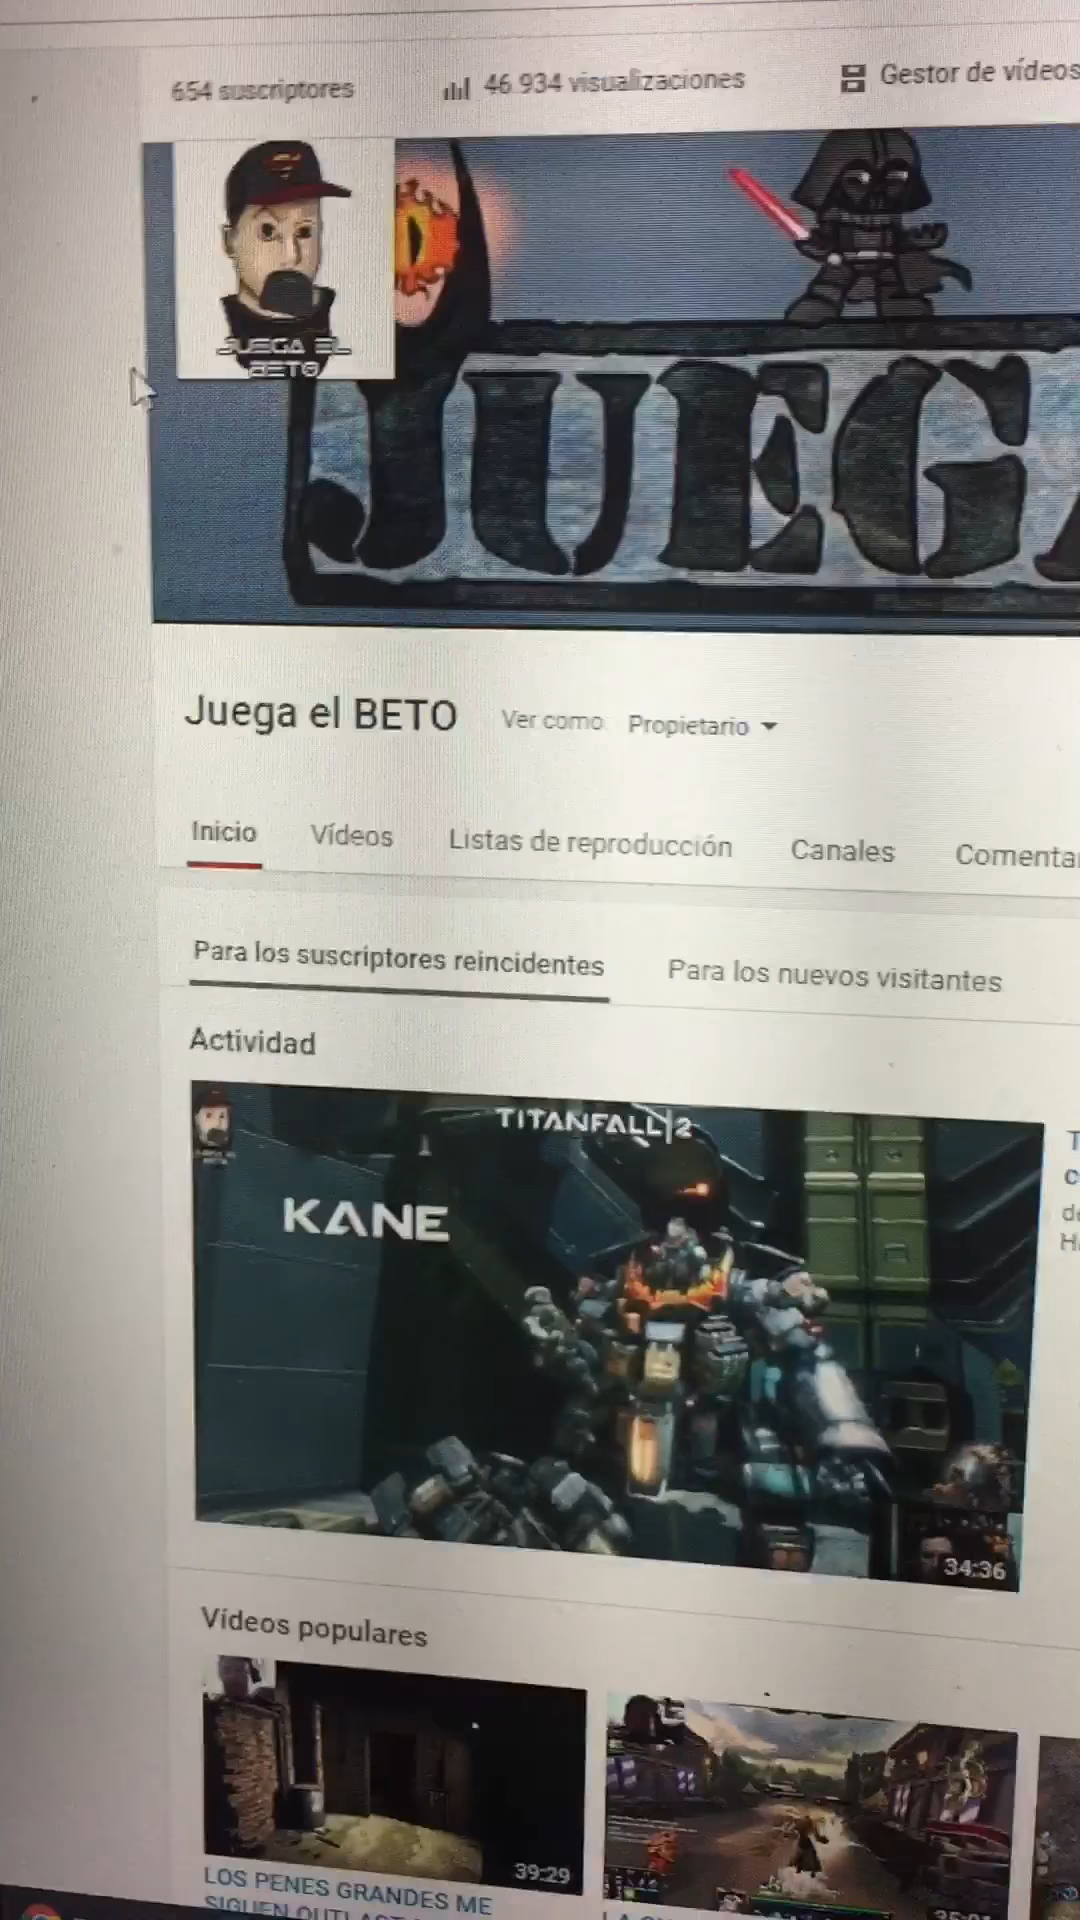 654 suscriptores
46.934 visualizaciones
Gestor de vídeos
JUEGA EL
BETO
JUEGA
Juega el BETO
Ver como
Propietario
Inicio
Vídeos
Listas de reproducción
Canales
Para los suscriptores reincidentes
Para los nuevos visitantes
Actividad
TITANFALL|2
KANE
34:36
Vídeos populares
39:29
LOS PENES GRANDES ME
SIGUEN